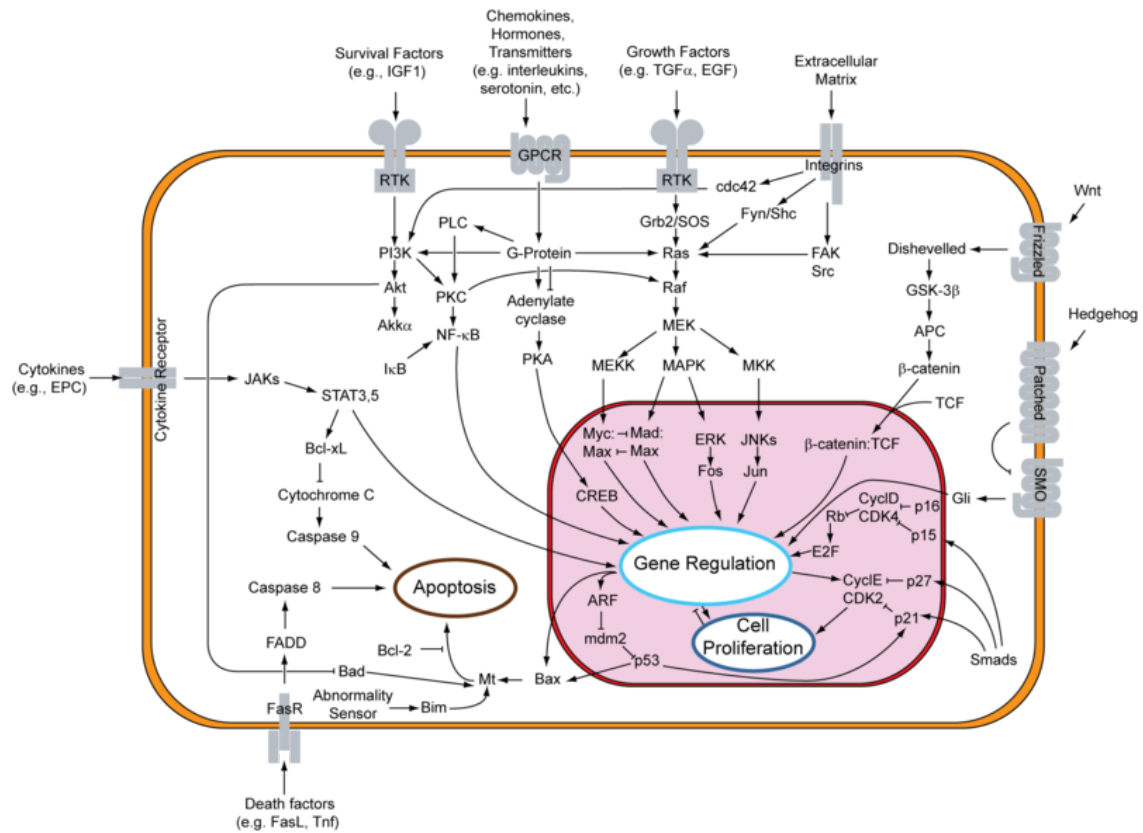 Chemokines,
Hormones,
Transmitters
(e.g. interleukins,
serotonin, etc.)
Survival Factors
(e.g., IGF1)
Growth Factors
(e.g. TGFα, EGF)
Extracellular
Matrix
GPCR
Integrins
RTK
RTK
cdc42
Wnt
Fyn/Shc
Grb2/SOS
PLC
Frizzled
Dishevelled
PI3K
G-Protein
Ras
FAK
Src
GSK-3β
Akt
PKC
Adenylate
cyclase
Raf
Hedgehog
Akkα
NF-κB
MEK
APC
IκB
PKA
MEKK
MAPK
MKK
β-catenin
Patched
Cytokines
(e.g., EPC)
Cytokine Receptor
JAKs
STAT3,5
TCF
Myc:
Max
Mad:
Max
ERK
Fos
JNKs
Jun
β-catenin:TCF
Bcl-xL
SMO
Cytochrome C
CREB
Gli
CyclD
CDK4
p16
p15
Rb
E2F
Caspase 9
Gene Regulation
Caspase 8
Apoptosis
ARF
CyclE
CDK2
p27
p21
FADD
mdm2
Cell
Proliferation
Bcl-2
p53
Smads
Bad
Mt
Bax
Abnormality
Sensor
Bim
FasR
Death factors
(e.g. FasL, Tnf)